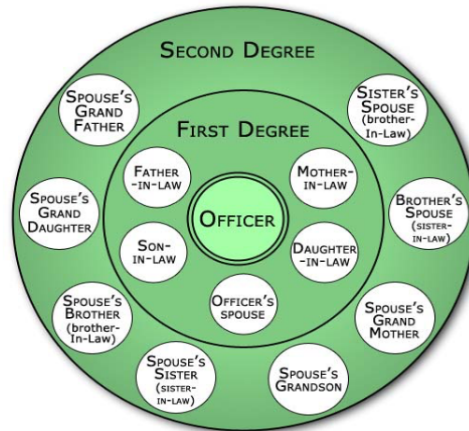 SECOND DEGREE
SPOUSE'S
GRAND
FATHER
SISTER'S
SPOUSE
(brother-
In-Law)
FIRST DEGREE
FATHER
-IN-LAW
MOTHER-
IN-LAW
OFFICER
SPOUSE'S
GRAND
DAUGHTER
BROTHER'S
SPOUSE
(SISTER-
IN-LAW)
SON-
IN-LAW
DAUGHTER
-IN-LAW
OFFICER'S
SPOUSE
SPOUSE'S
BROTHER
(brother-
In-Law)
SPOUSE'S
GRAND
MOTHER
SPOUSE'S
SISTER
(SISTER-
IN-LAW)
SPOUSE'S
GRANDSON